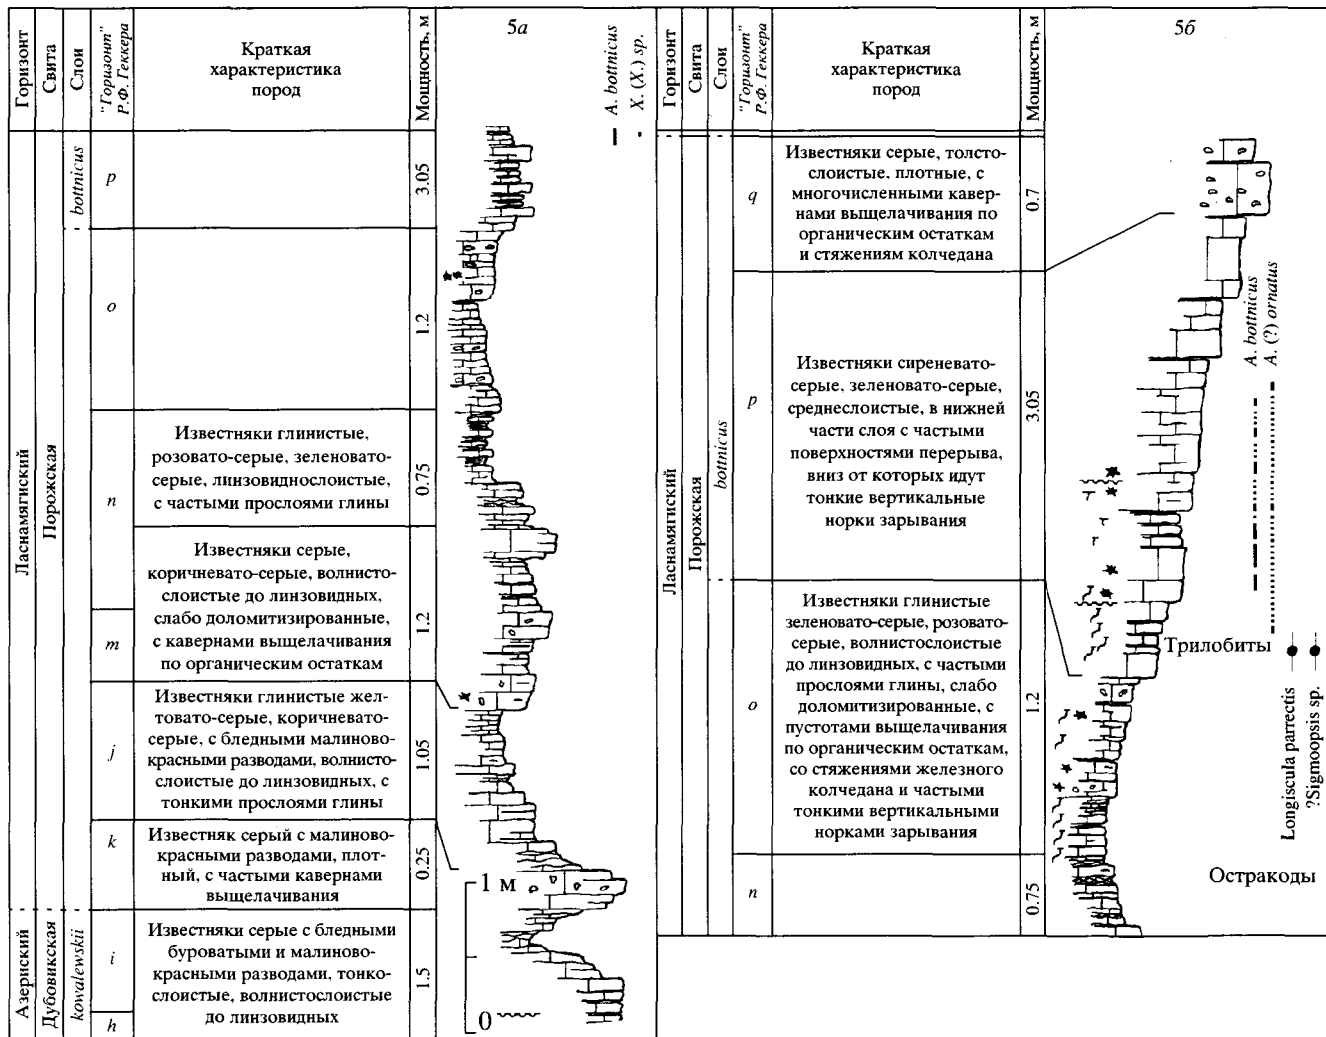 Горизонт
Свита
Слои
"Горизонт"
Р.Ф. Геккера
Краткая
характеристика
пород
Мощность, м
5а
A. bottnicus
X. (X.) sp.
Ласнамягиский
Порожская
bottnicus
p
3.05
o
1.2
n
Известняки глинистые,
розовато-серые, зеленовато-
серые, линзовиднослоистые,
с частыми прослоями глины
0.75
Известняки серые,
коричневато-серые, волнисто-
слоистые до линзовидных,
слабо доломитизированные,
с кавернами выщелачивания
по органическим остаткам
1.2
m
j
Известняки глинистые жел-
товато-серые, коричневато-
серые, с бледными малиново-
красными разводами, волнисто-
слоистые до линзовидных, с
тонкими прослоями глины
1.05
k
Известняк серый с малиново-
красными разводами, плот-
ный, с частыми кавернами
выщелачивания
0.25
1 м
0
Азериский
Дубовикская
kowalewskii
i
h
Известняки серые с бледными
буроватыми и малиново-
красными разводами, тонко-
слоистые, волнистослоистые
до линзовидных
1.5
Горизонт
Свита
Слои
"Горизонт"
Р.Ф. Геккера
Краткая
характеристика
пород
Мощность, м
5б
Ласнамягиский
Порожская
bottnicus
q
Известняки серые, толсто-
слоистые, плотные, с
многочисленными кавер-
нами выщелачивания по
органическим остаткам
и стяжениям колчедана
0.7
p
Известняки сиреневато-
серые, зеленовато-серые,
среднеслоистые, в нижней
части слоя с частыми
поверхностями перерыва,
вниз от которых идут
тонкие вертикальные
норки зарывания
3.05
A. bottnicus
A. (?) ornatus
Трилобиты
o
Известняки глинистые
зеленовато-серые, розовато-
серые, волнистослоистые
до линзовидных, с частыми
прослоями глины, слабо
доломитизированные, с
пустотами выщелачивания
по органическим остаткам,
со стяжениями железного
колчедана и частыми
тонкими вертикальными
норками зарывания
1.2
Longiscula parrectis
?Sigmoopsis sp.
Остракоды
n
0.75